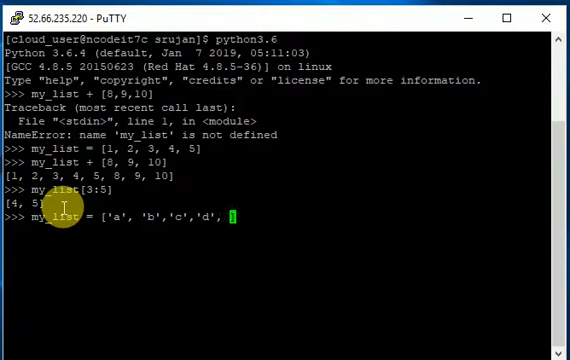 52.66.235.220 - PuTTY
[cloud_user@ncodeit7c srujan]$ python3.6
Python 3.6.4 (default, Jan  7 2019, 05:11:03)
[GCC 4.8.5 20150623 (Red Hat 4.8.5-36)] on linux
Type "help", "copyright", "credits" or "license" for more information.
>>> my_list + [8,9,10]
Traceback (most recent call last):
  File "<stdin>", line 1, in <module>
NameError: name 'my_list' is not defined
>>> my_list = [1, 2, 3, 4, 5]
>>> my_list + [8, 9, 10]
[1, 2, 3, 4, 5, 8, 9, 10]
>>> my_list[3:5]
[4, 5]
>>> my_list = ['a', 'b','c','d', ]